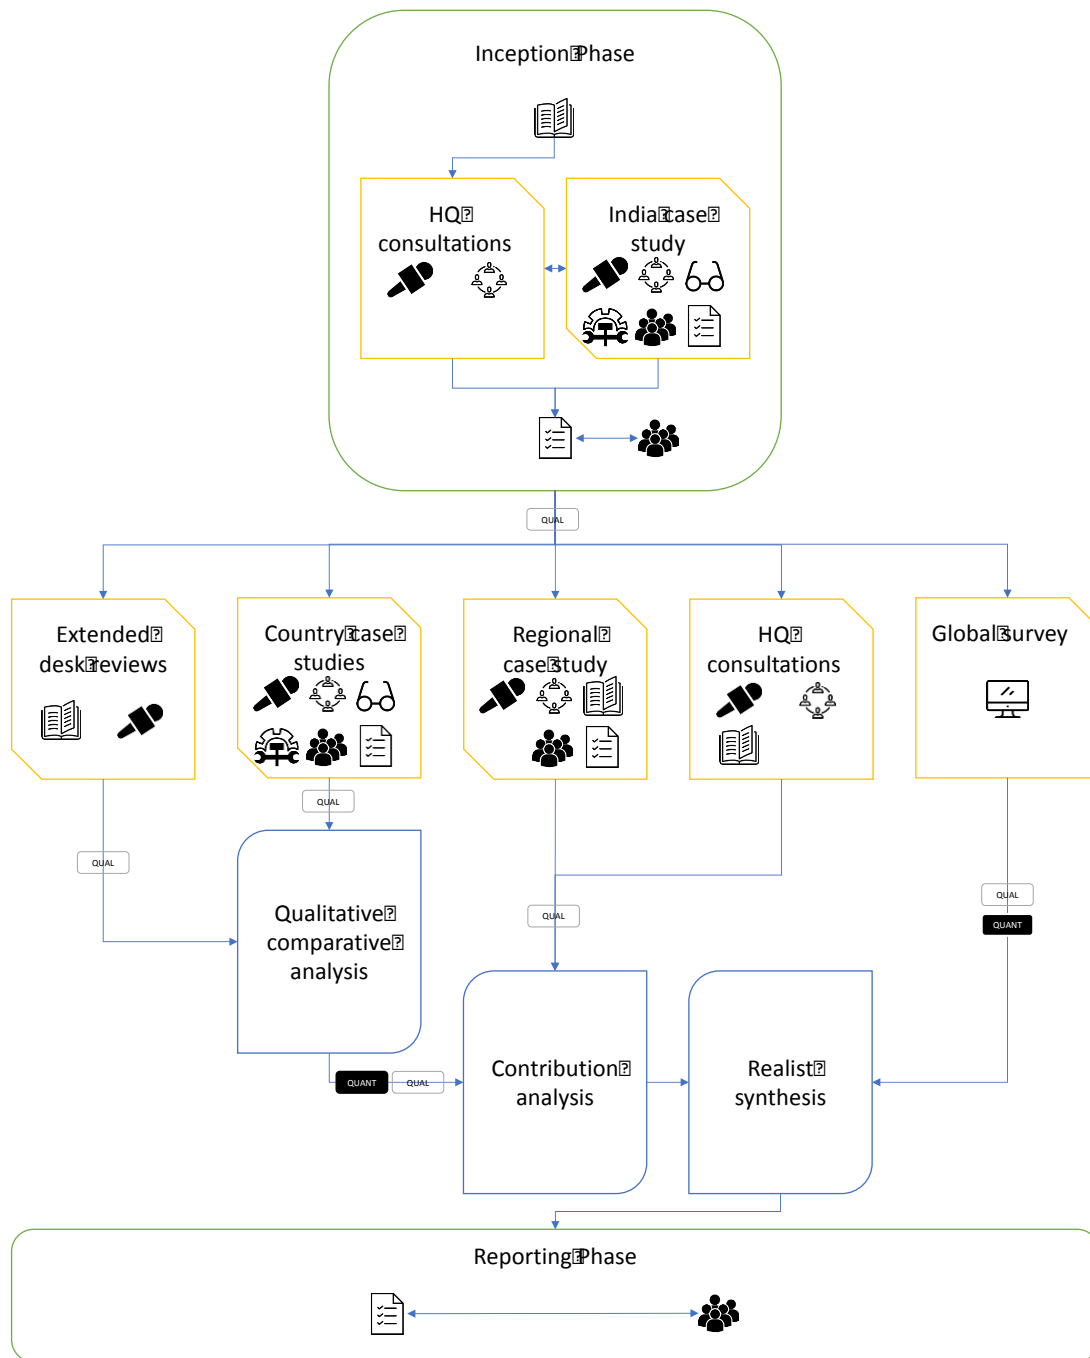 Inception Phase
HQ
consultations
India case
study
QUAL
Extended
desk reviews
Country case
studies
Regional
case study
HQ
consultations
Global survey
QUAL
QUAL
QUAL
QUAL
QUANT
Qualitative
comparative
analysis
QUANT
QUAL
Contribution
analysis
Realist
synthesis
Reporting Phase